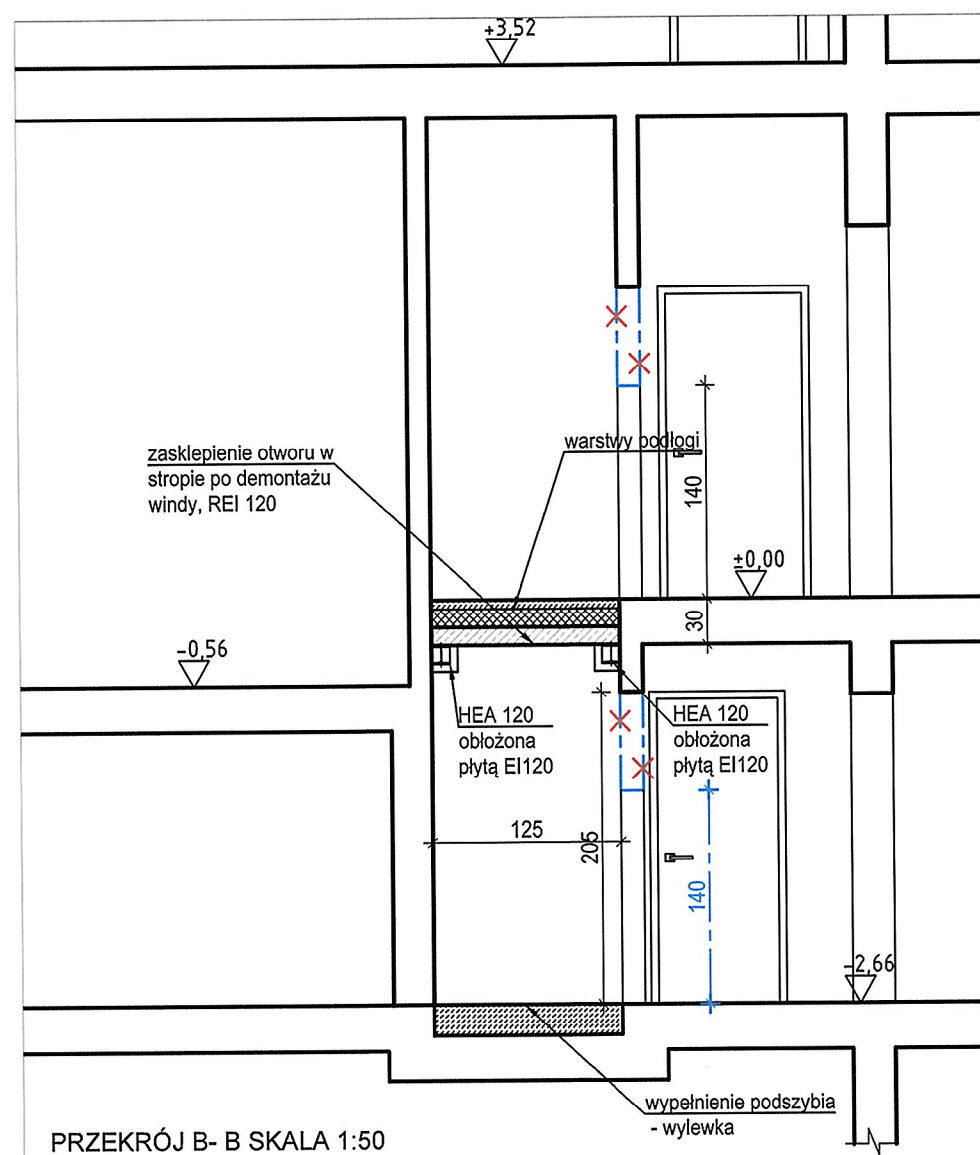 +3,52
zasklepienie otworu w
stropie po demontażu
windy, REI 120
warstwy podłogi
140
±0,00
30
-0,56
HEA 120
obłożona
płytą EI120
HEA 120
obłożona
płytą EI120
125
205
140
-2,66
wypełnienie podszybia
- wylewka
PRZEKRÓJ B- B SKALA 1:50